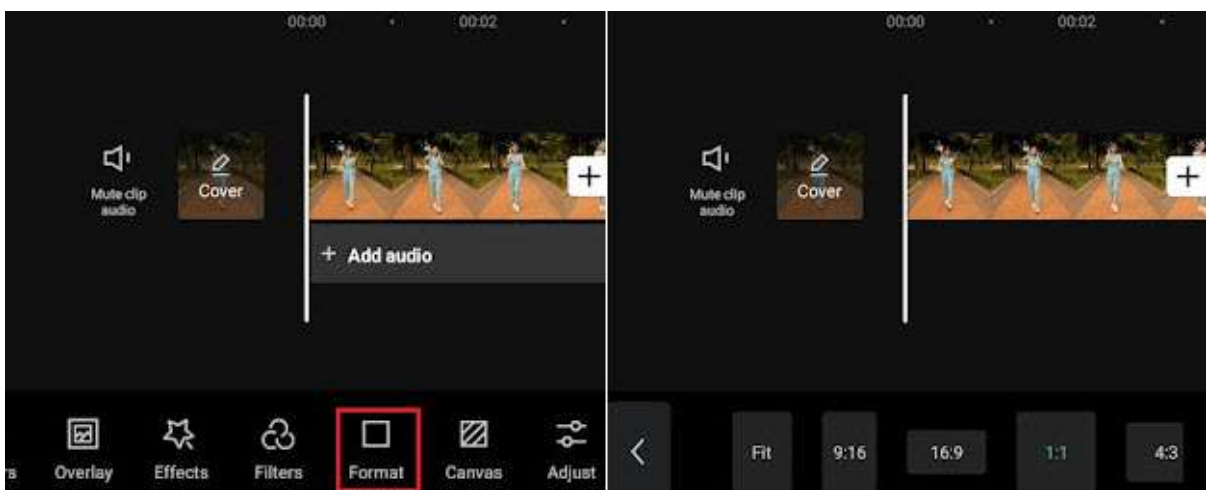 00:00 00:02
Mute clip
audio
Cover
+ Add audio
s Overlay Effects Filters Format Canvas Adjust
00:00 00:02
Mute clip
audio
Cover
Fit 9:16 16:9 1:1 4:3